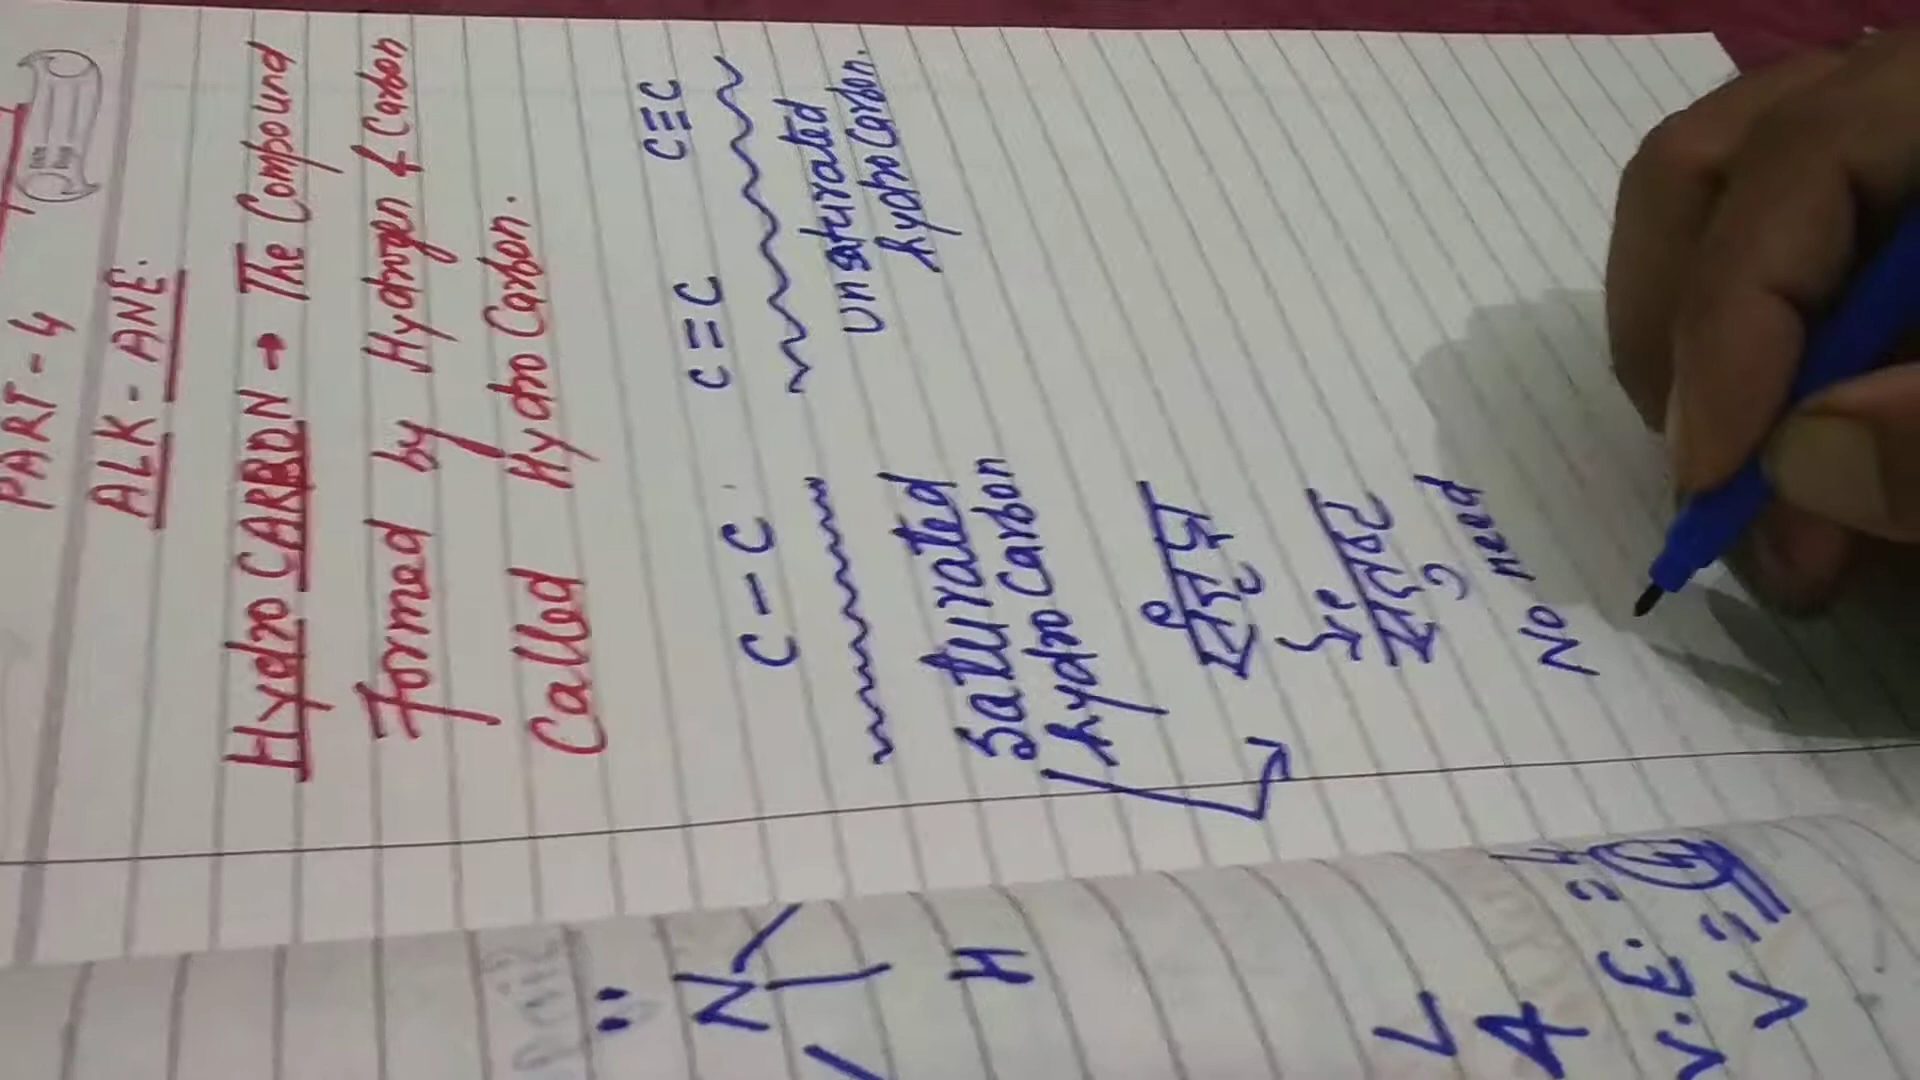 PART - 4
ALK - ANE.
Hydro CARBON → The Compound
Formed by Hydrogen & Carbon
Called Hydro Carbon.
C - C C = C C ≡ C
Saturated
hydro Carbon
unsaturated
hydro Carbon.
संतुष्ट
संतृप्त
No need
N
H
L
A
V.E. = 4
V =